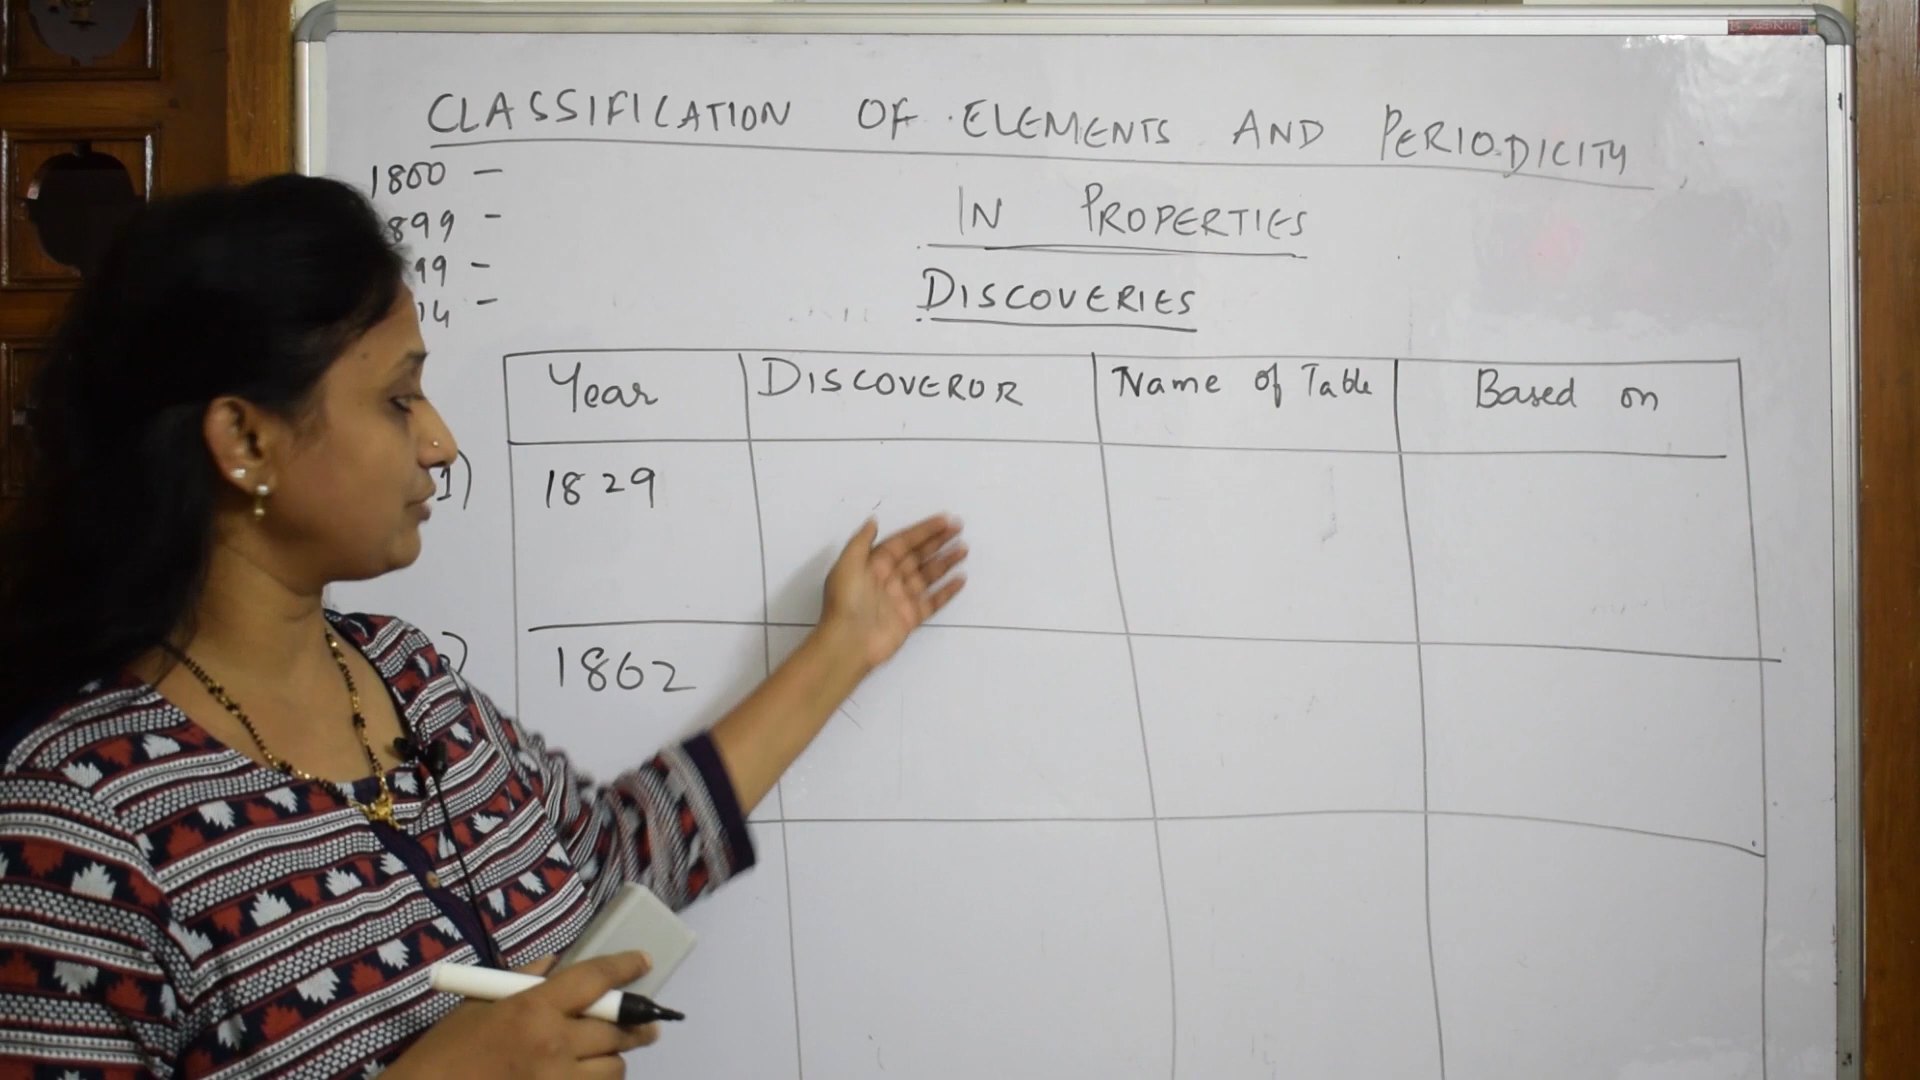 CLASSIFICATION OF ELEMENTS AND PERIODICITY
IN PROPERTIES
DISCOVERIES
1800 -
899 -
99 -
14 -
Year DISCOVEROR Name of Table Based on
1) 1829
) 1862